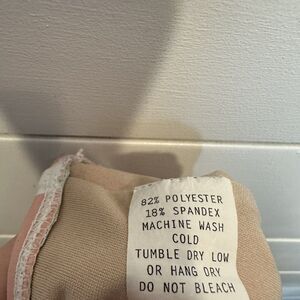 82% POLYESTER
18% SPANDEX
MACHINE WASH
COLD
TUMBLE DRY LOW
OR HANG DRY
DO NOT BLEACH